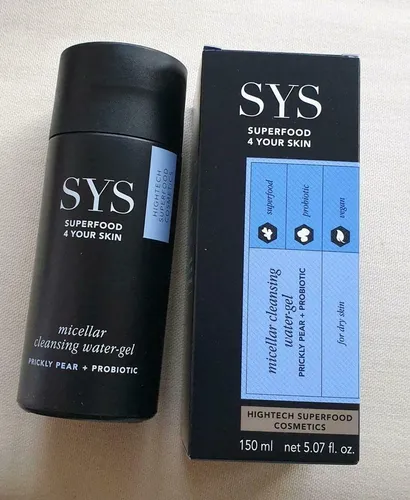 SYS
SUPERFOOD
4 YOUR SKIN
HIGHTECH
SUPERFOOD
COSMETICS
micellar
cleansing water-gel
PRICKLY PEAR + PROBIOTIC
SYS
SUPERFOOD
4 YOUR SKIN
superfood
probiotic
vegan
micellar cleansing
water-gel
PRICKLY PEAR + PROBIOTIC
for dry skin
HIGHTECH SUPERFOOD
COSMETICS
150 ml net 5.07 fl. oz.